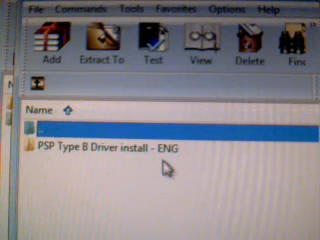 File Commands Tools Favorites Options Help
Add Extract To Test View Delete Find
Name
..
PSP Type B Driver install - ENG